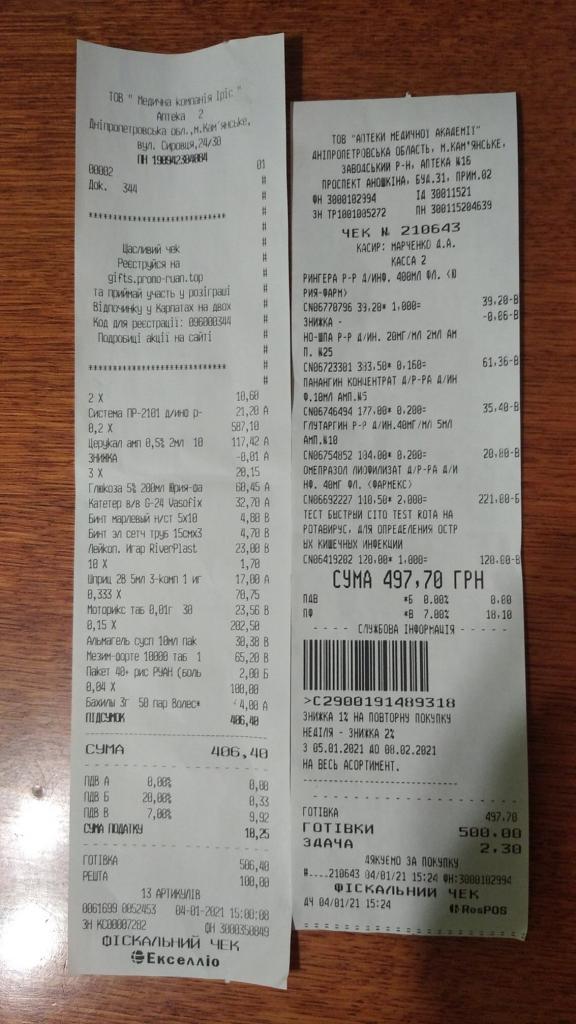 ТОВ " Медична компанія Іріс "
Аптека 2
Дніпропетровська обл.,м.Кам'янське,
вул. Сировця,24/30
ПН 190942304064
00002 01
Док. 344 #
#
****************************** #
#
Щасливий чек #
Реєструйся на #
gifts.promo-ruan.top #
та приймай участь у розіграші #
Відпочинку у Карпатах на двох #
Код для реєстрації: 096000344 #
Подробиці акції на сайті #
#
****************************** #
#
2 X 10,60
Система ПР-2101 д/ино р- 21,20 А
0,2 X 587,10
Церукал амп 0,5% 2мл 10 117,42 А
ЗНИЖКА -0,01 А
3 X 20,15
Глюкоза 5% 200мл Юрия-фа 60,45 А
Катетер в/в G-24 Vasofix 32,70 А
Бинт марлевый н/ст 5х10 4,80 В
Бинт эл сетч труб 15смх3 4,70 В
Лейкоп. Игар RiverPlast 23,00 В
10 X 1,70
Шприц 2В 5мл 3-комп 1 иг 17,00 А
0,333 X 70,75
Моторикс таб 0,01г 30 23,56 В
0,15 X 202,50
Альмагель сусп 10мл пак 30,38 В
Мезим-форте 10000 таб 1 65,20 В
Пакет 40+ рис РУАН (боль 2,00 Б
0,04 X 100,00
Бахилы 3г 50 пар Волес* 4,00 А
ПІДСУМОК 406,40
СУМА 406,40
ПДВ А 0,00% 0,00
ПДВ Б 20,00% 0,33
ПДВ В 7,00% 9,92
СУМА ПОДАТКУ 10,25
ГОТІВКА 506,40
РЕШТА 100,00
13 АРТИКУЛІВ
0061699 0052453 04-01-2021 15:00:08
ЗН КС00007202 ФН 3000350849
ФІСКАЛЬНИЙ ЧЕК
Екселліо
ТОВ "АПТЕКИ МЕДИЧНОЇ АКАДЕМІЇ"
ДНІПРОПЕТРОВСЬКА ОБЛАСТЬ, М.КАМ'ЯНСЬКЕ,
ЗАВОДСЬКИЙ Р-Н, АПТЕКА №16
ПРОСПЕКТ АНОШКІНА, БУД.31, ПРИМ.02
ФН 3000102994 ІД 30011521
ЗН ТР1001005272 ПН 300115204639
ЧЕК № 210643
КАСИР: МАРЧЕНКО Д.А.
КАССА 2
РИНГЕРА Р-Р Д/ИНФ. 400МЛ ФЛ. <Ю
РИЯ-ФАРМ>
CN06770796 39,20* 1,000= 39,20-В
ЗНИЖКА - -0,06-В
НО-ШПА Р-Р Д/ИН. 20МГ/МЛ 2МЛ АМ
П. №25
CN06723301 383,50* 0,160= 61,36-В
ПАНАНГИН КОНЦЕНТРАТ Д/Р-РА Д/ИН
Ф.10МЛ АМП.№5
CN06746494 177,00* 0,200= 35,40-В
ГЛУТАРГИН Р-Р Д/ИН.40МГ/МЛ 5МЛ
АМП.№10
CN06754852 104,00* 0,200= 20,80-В
ОМЕПРАЗОЛ ЛИОФИЛИЗАТ Д/Р-РА Д/И
НФ. 40МГ ФЛ. <ФАРМЕКС>
CN06692227 110,50* 2,000= 221,00-Б
ТЕСТ БЫСТРЫЙ CITO TEST ROTA НА
РОТАВИРУС, ДЛЯ ОПРЕДЕЛЕНИЯ ОСТР
ЫХ КИШЕЧНЫХ ИНФЕКЦИИ
CN06419202 120,00* 1,000= 120,00-В
СУМА 497,70 ГРН
ПДВ *Б 0.00% 0,00
ПФ *В 7.00% 18,10
- - - - СЛУЖБОВА ІНФОРМАЦІЯ - - - - -
>C2900191489318
ЗНИЖКА 1% НА ПОВТОРНУ ПОКУПКУ
НЕДІЛЯ - ЗНИЖКА 2%
З 05.01.2021 ДО 08.02.2021
НА ВЕСЬ АСОРТИМЕНТ.
ГОТІВКА 497.70
ГОТІВКИ 500.00
ЗДАЧА 2.30
ДЯКУЄМО ЗА ПОКУПКУ
#....210643 04/01/21 15:24 ФН:3000102994
ФІСКАЛЬНИЙ ЧЕК
ДЧ 04/01/21 15:24 ResPOS